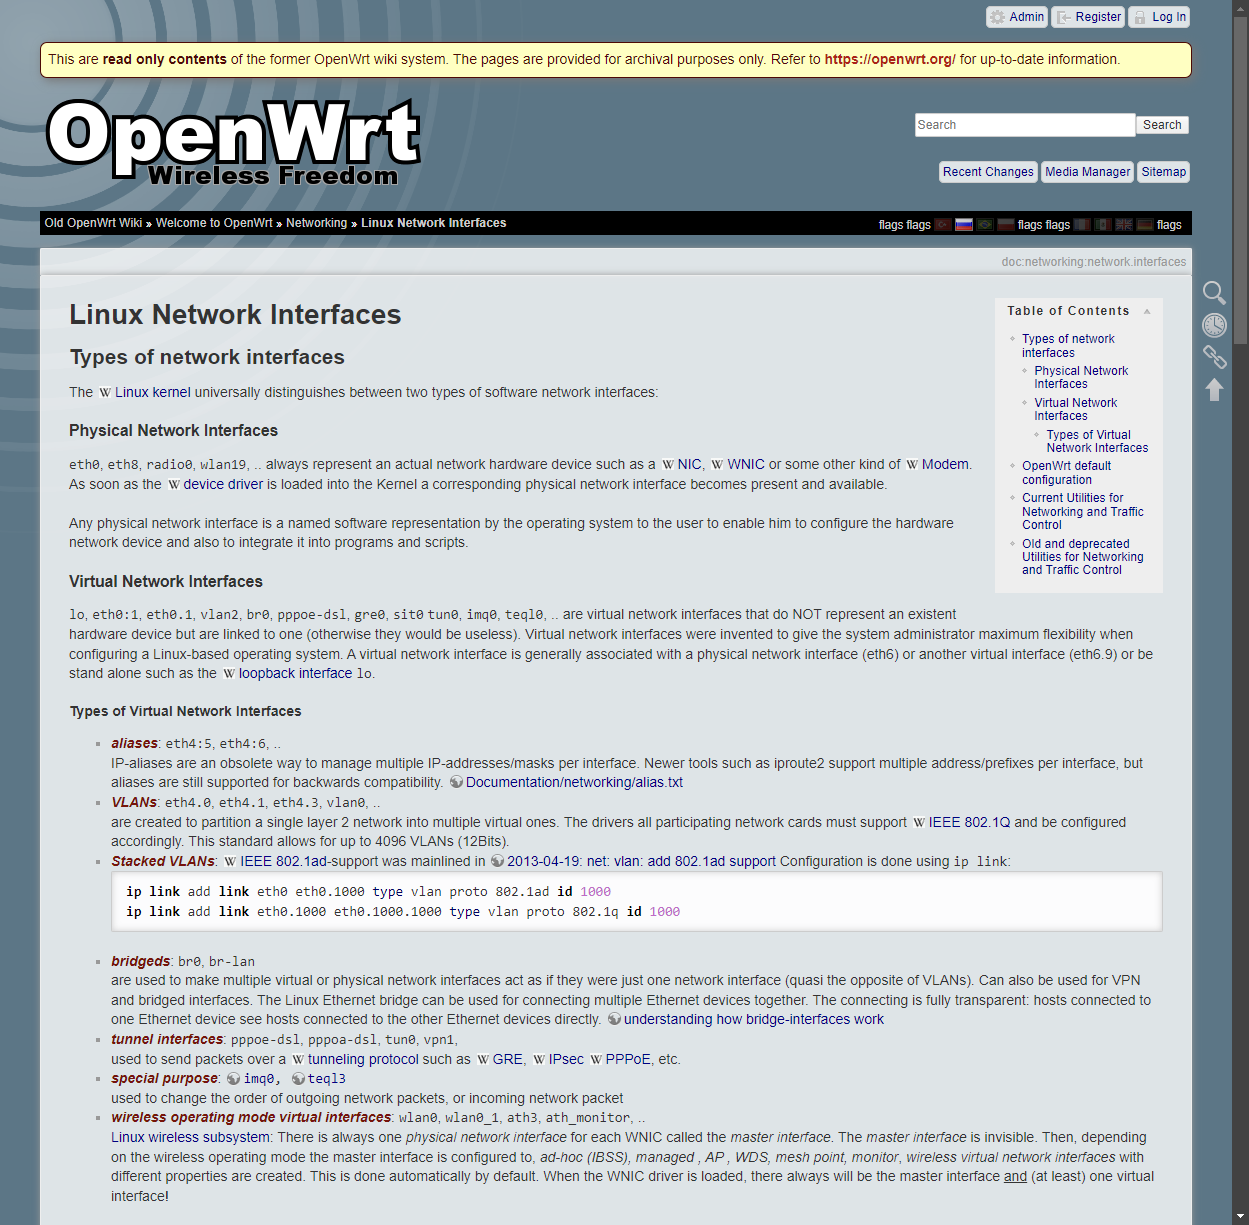 Admin Register Log In
This are read only contents of the former OpenWrt wiki system. The pages are provided for archival purposes only. Refer to https://openwrt.org/ for up-to-date information.
OpenWrt
Wireless Freedom
Search Search
Recent Changes Media Manager Sitemap
Old OpenWrt Wiki » Welcome to OpenWrt » Networking » Linux Network Interfaces
flags flags flags flags flags
doc:networking:network.interfaces
Linux Network Interfaces
Table of Contents
Types of network
interfaces
Physical Network
Interfaces
Virtual Network
Interfaces
Types of Virtual
Network Interfaces
OpenWrt default
configuration
Current Utilities for
Networking and Traffic
Control
Old and deprecated
Utilities for Networking
and Traffic Control
Types of network interfaces
The W Linux kernel universally distinguishes between two types of software network interfaces:
Physical Network Interfaces
eth0, eth8, radio0, wlan19, .. always represent an actual network hardware device such as a W NIC, W WNIC or some other kind of W Modem.
As soon as the W device driver is loaded into the Kernel a corresponding physical network interface becomes present and available.
Any physical network interface is a named software representation by the operating system to the user to enable him to configure the hardware
network device and also to integrate it into programs and scripts.
Virtual Network Interfaces
lo, eth0:1, eth0.1, vlan2, br0, pppoe-dsl, gre0, sit0 tun0, imq0, teql0, .. are virtual network interfaces that do NOT represent an existent
hardware device but are linked to one (otherwise they would be useless). Virtual network interfaces were invented to give the system administrator maximum flexibility when
configuring a Linux-based operating system. A virtual network interface is generally associated with a physical network interface (eth6) or another virtual interface (eth6.9) or be
stand alone such as the W loopback interface lo.
Types of Virtual Network Interfaces
aliases: eth4:5, eth4:6, ..
IP-aliases are an obsolete way to manage multiple IP-addresses/masks per interface. Newer tools such as iproute2 support multiple address/prefixes per interface, but
aliases are still supported for backwards compatibility. Documentation/networking/alias.txt
VLANs: eth4.0, eth4.1, eth4.3, vlan0, ..
are created to partition a single layer 2 network into multiple virtual ones. The drivers all participating network cards must support W IEEE 802.1Q and be configured
accordingly. This standard allows for up to 4096 VLANs (12Bits).
Stacked VLANs: W IEEE 802.1ad-support was mainlined in 2013-04-19: net: vlan: add 802.1ad support Configuration is done using ip link:
ip link add link eth0 eth0.1000 type vlan proto 802.1ad id 1000
ip link add link eth0.1000 eth0.1000.1000 type vlan proto 802.1q id 1000
bridgeds: br0, br-lan
are used to make multiple virtual or physical network interfaces act as if they were just one network interface (quasi the opposite of VLANs). Can also be used for VPN
and bridged interfaces. The Linux Ethernet bridge can be used for connecting multiple Ethernet devices together. The connecting is fully transparent: hosts connected to
one Ethernet device see hosts connected to the other Ethernet devices directly. understanding how bridge-interfaces work
tunnel interfaces: pppoe-dsl, pppoa-dsl, tun0, vpn1,
used to send packets over a W tunneling protocol such as W GRE, W IPsec W PPPoE, etc.
special purpose: imq0, teql3
used to change the order of outgoing network packets, or incoming network packet
wireless operating mode virtual interfaces: wlan0, wlan0_1, ath3, ath_monitor, ..
Linux wireless subsystem: There is always one physical network interface for each WNIC called the master interface. The master interface is invisible. Then, depending
on the wireless operating mode the master interface is configured to, ad-hoc (IBSS), managed , AP , WDS, mesh point, monitor, wireless virtual network interfaces with
different properties are created. This is done automatically by default. When the WNIC driver is loaded, there always will be the master interface and (at least) one virtual
interface!